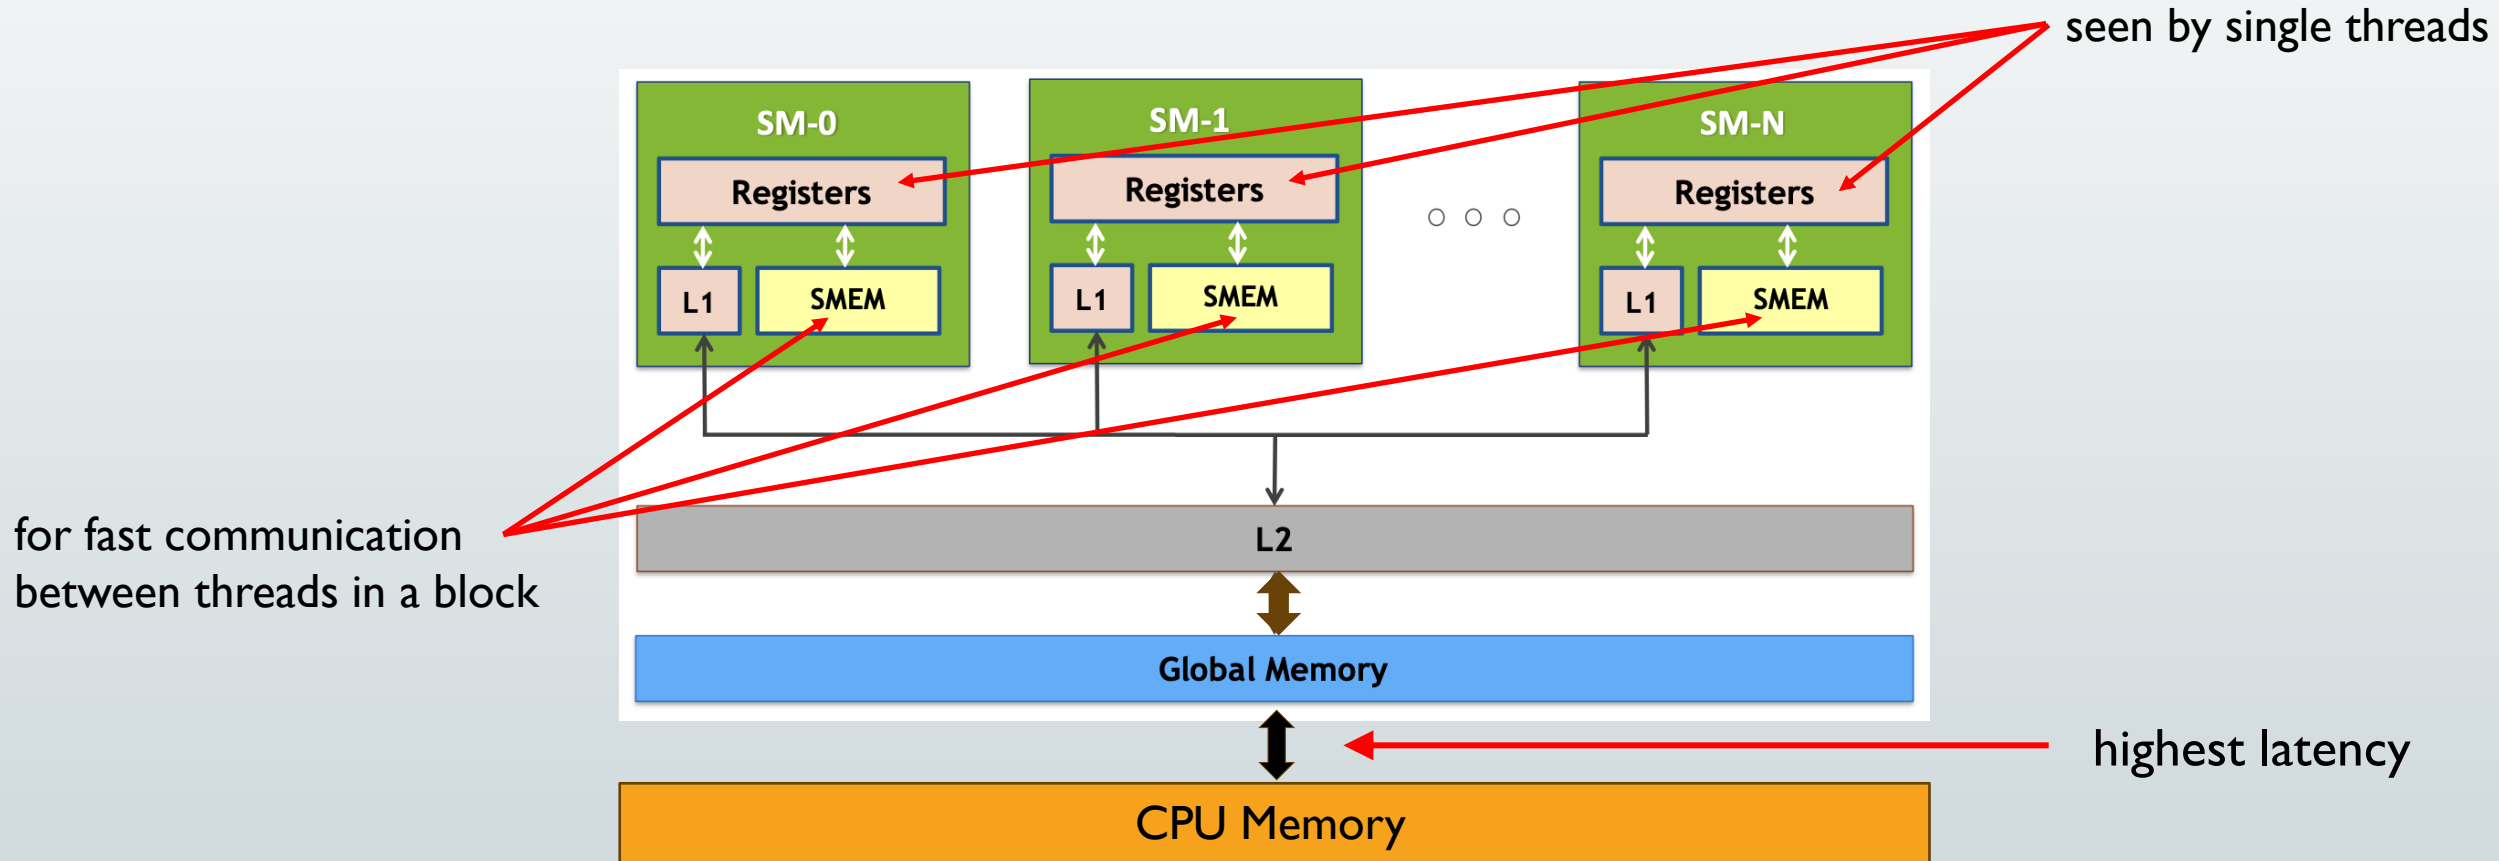 seen by single threads
SM-0
SM-1
SM-N
Registers
Registers
Registers
L1
SMEM
L1
SMEM
L1
SMEM
for fast communication
between threads in a block
L2
Global Memory
highest latency
CPU Memory